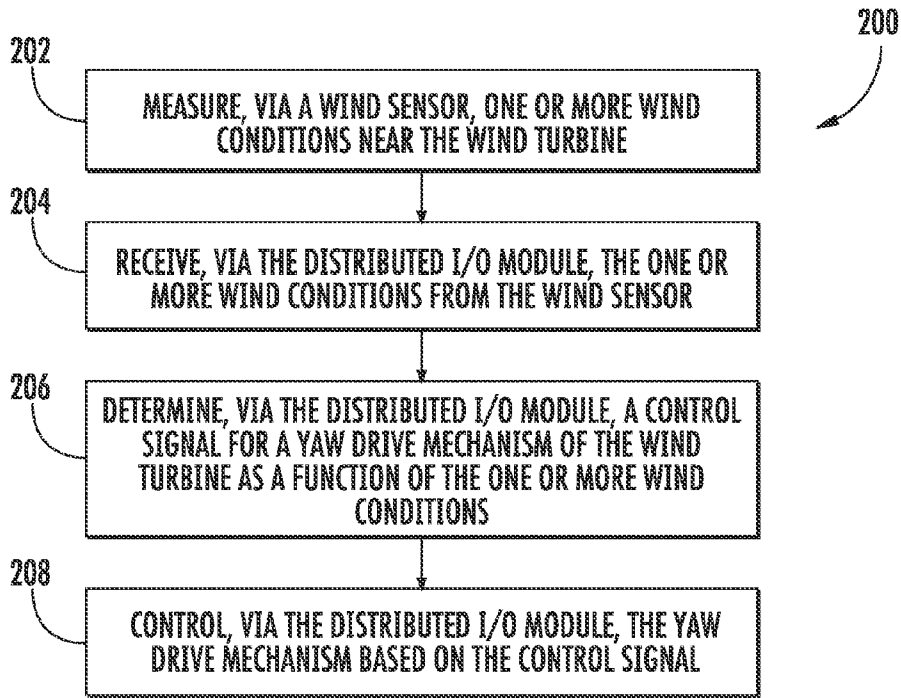 200
202
MEASURE, VIA A WIND SENSOR, ONE OR MORE WIND
CONDITIONS NEAR THE WIND TURBINE
204
RECEIVE, VIA THE DISTRIBUTED I/O MODULE, THE ONE OR
MORE WIND CONDITIONS FROM THE WIND SENSOR
206
DETERMINE, VIA THE DISTRIBUTED I/O MODULE, A CONTROL
SIGNAL FOR A YAW DRIVE MECHANISM OF THE WIND
TURBINE AS A FUNCTION OF THE ONE OR MORE WIND
CONDITIONS
208
CONTROL, VIA THE DISTRIBUTED I/O MODULE, THE YAW
DRIVE MECHANISM BASED ON THE CONTROL SIGNAL